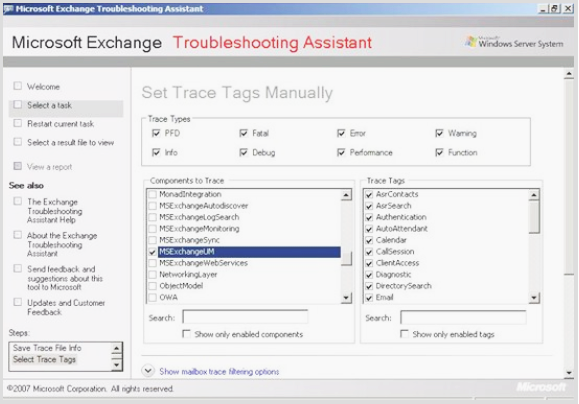 Microsoft Exchange Troubleshooting Assistant
Microsoft Exchange Troubleshooting Assistant
Microsoft
Windows Server System
Welcome
Select a task
Restart current task
Select a result file to view
View a report
See also
The Exchange
Troubleshooting
Assistant Help
About the Exchange
Troubleshooting
Assistant
Send feedback and
suggestions about this
tool to Microsoft
Updates and Customer
Feedback
Steps:
Save Trace File Info
Select Trace Tags
Set Trace Tags Manually
Trace Types
PFD
Fatal
Error
Warning
Info
Debug
Performance
Function
Components to Trace
MonadIntegration
MSExchangeAutodiscover
MSExchangeLogSearch
MSExchangeMonitoring
MSExchangeSync
MSExchangeUM
MSExchangeWebServices
NetworkingLayer
ObjectModel
OWA
Search:
Show only enabled components
Trace Tags
AsrContacts
AsrSearch
Authentication
AutoAttendant
Calendar
CallSession
ClientAccess
Diagnostic
DirectorySearch
Email
Search:
Show only enabled tags
Show mailbox trace filtering options
©2007 Microsoft Corporation. All rights reserved.
Microsoft